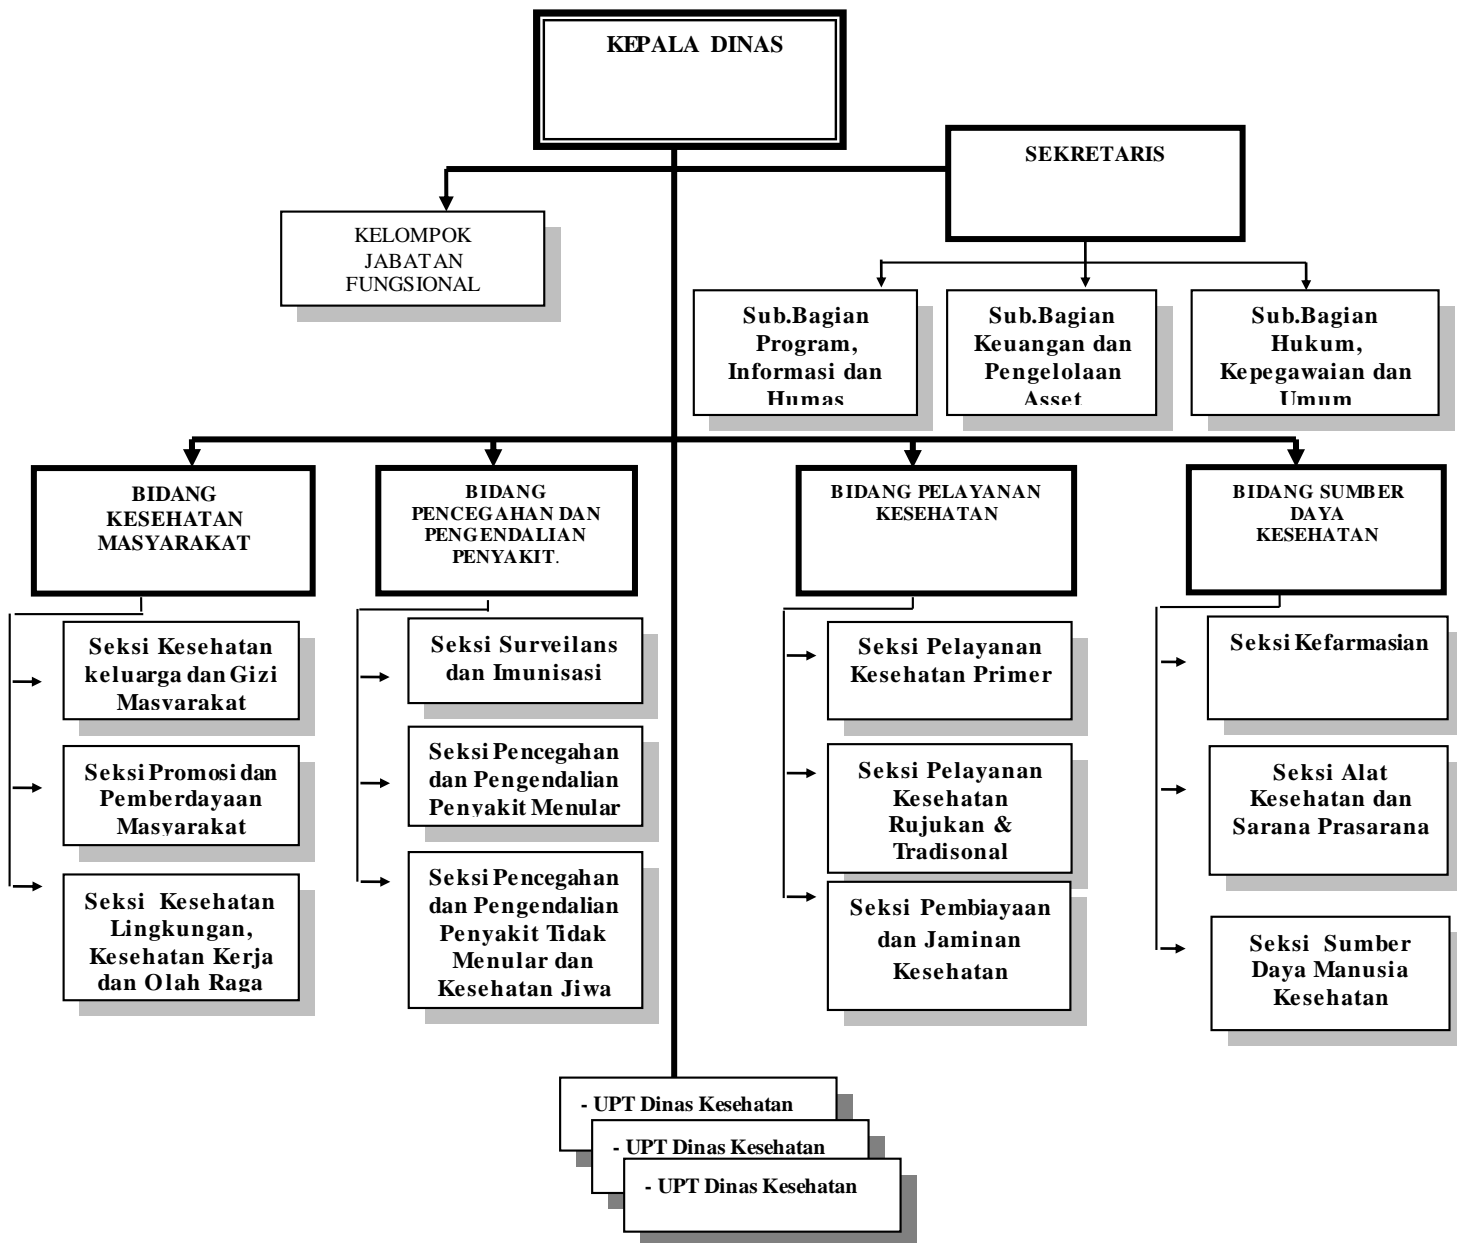 KEPALA DINAS
SEKRETARIS
KELOMPOK
JABATAN
FUNGSIONAL
Sub.Bagian
Program,
Informasi dan
Humas
Sub.Bagian
Keuangan dan
Pengelolaan
Asset
Sub.Bagian
Hukum,
Kepegawaian dan
Umum
BIDANG
KESEHATAN
MASYARAKAT
BIDANG
PENCEGAHAN DAN
PENGENDALIAN
PENYAKIT.
BIDANG PELAYANAN
KESEHATAN
BIDANG SUMBER
DAYA
KESEHATAN
Seksi Kesehatan
keluarga dan Gizi
Masyarakat
Seksi Promosi dan
Pemberdayaan
Masyarakat
Seksi Kesehatan
Lingkungan,
Kesehatan Kerja
dan Olah Raga
Seksi Surveilans
dan Imunisasi
Seksi Pencegahan
dan Pengendalian
Penyakit Menular
Seksi Pencegahan
dan Pengendalian
Penyakit Tidak
Menular dan
Kesehatan Jiwa
Seksi Pelayanan
Kesehatan Primer
Seksi Pelayanan
Kesehatan
Rujukan &
Tradisonal
Seksi Pembiayaan
dan Jaminan
Kesehatan
Seksi Kefarmasian
Seksi Alat
Kesehatan dan
Sarana Prasarana
Seksi Sumber
Daya Manusia
Kesehatan
- UPT Dinas Kesehatan
- UPT Dinas Kesehatan
- UPT Dinas Kesehatan